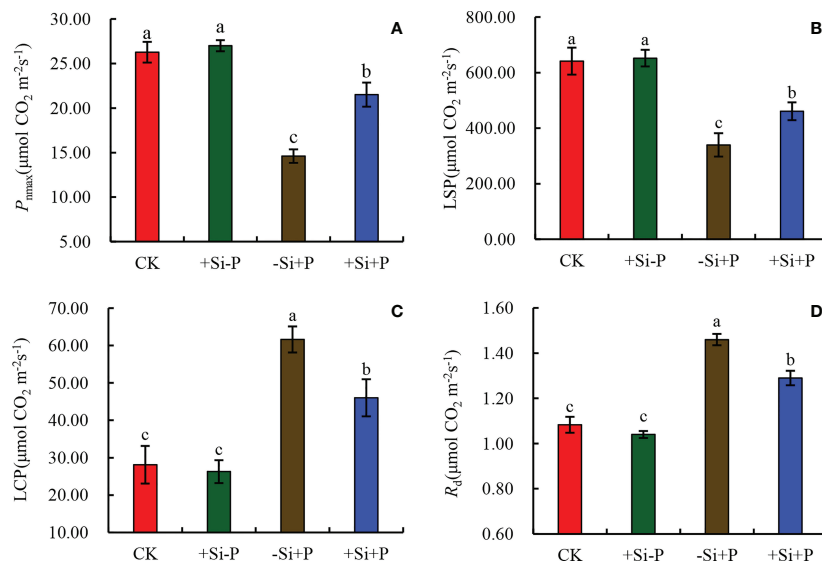 A
30.00
25.00
20.00
15.00
10.00
5.00
Pnmax(μmol CO2 m-2s-1)
a
a
c
b
CK +Si-P -Si+P +Si+P
B
800.00
600.00
400.00
200.00
0.00
LSP(μmol CO2 m-2s-1)
a
a
c
b
CK +Si-P -Si+P +Si+P
C
70.00
60.00
50.00
40.00
30.00
20.00
10.00
LCP(μmol CO2 m-2s-1)
c
c
a
b
CK +Si-P -Si+P +Si+P
D
1.60
1.40
1.20
1.00
0.80
0.60
Rd(μmol CO2 m-2s-1)
c
c
a
b
CK +Si-P -Si+P +Si+P